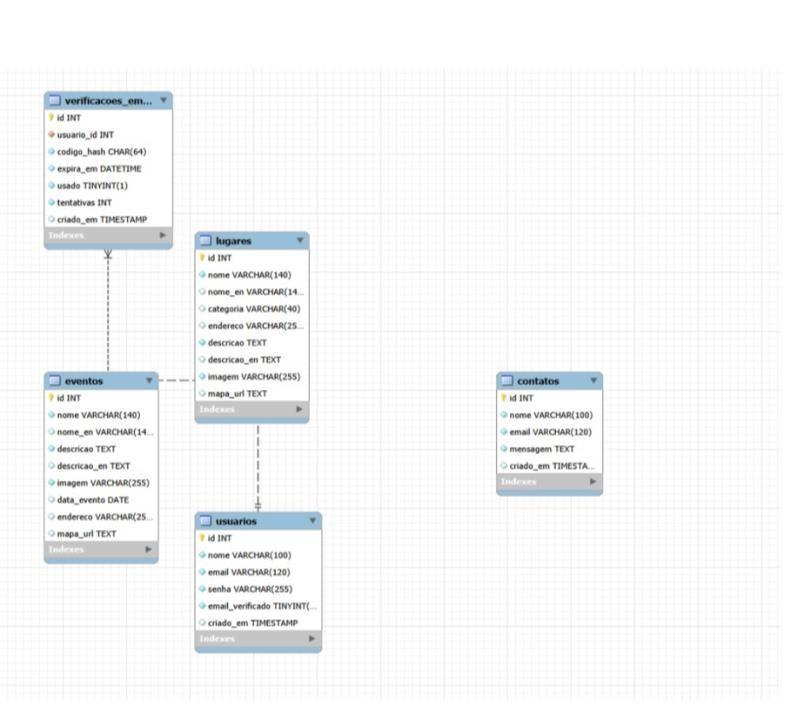 verificacoes_em...
id INT
usuario_id INT
codigo_hash CHAR(64)
expira_em DATETIME
usado TINYINT(1)
tentativas INT
criado_em TIMESTAMP
Indexes
lugares
id INT
nome VARCHAR(140)
nome_en VARCHAR(14...
categoria VARCHAR(40)
endereco VARCHAR(25...
descricao TEXT
descricao_en TEXT
imagem VARCHAR(255)
mapa_url TEXT
Indexes
eventos
id INT
nome VARCHAR(140)
nome_en VARCHAR(14...
descricao TEXT
descricao_en TEXT
imagem VARCHAR(255)
data_evento DATE
endereco VARCHAR(25...
mapa_url TEXT
Indexes
contatos
id INT
nome VARCHAR(100)
email VARCHAR(120)
mensagem TEXT
criado_em TIMESTA...
Indexes
usuarios
id INT
nome VARCHAR(100)
email VARCHAR(120)
senha VARCHAR(255)
email_verificado TINYINT(...
criado_em TIMESTAMP
Indexes